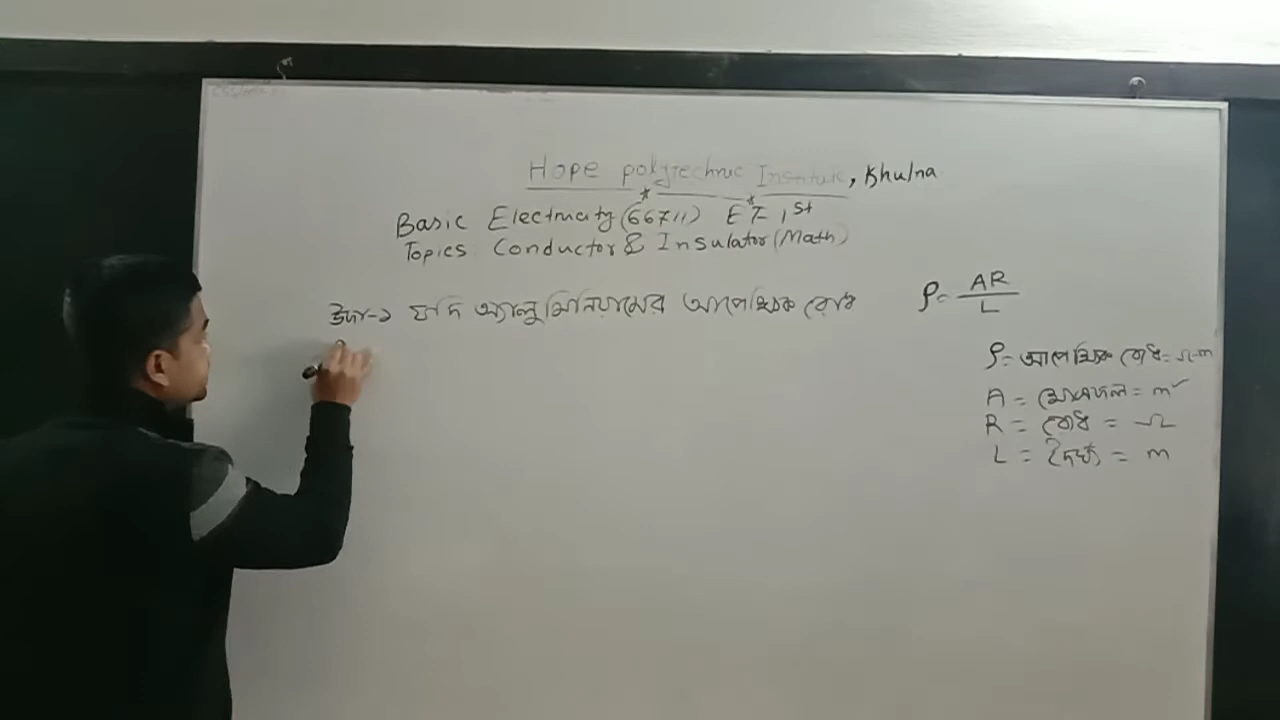 Hope polytechnic Institute, Khulna
Basic Electricity (66711) ET 1st
Topics Conductor & Insulator (Math)
উদা-১ যদি অ্যালুমিনিয়ামের আপেক্ষিক রোধ
ρ = AR / L
ρ = আপেক্ষিক রোধ = Ω-m
A = ক্ষেত্রফল = m²
R = রোধ = Ω
L = দৈর্ঘ্য = m